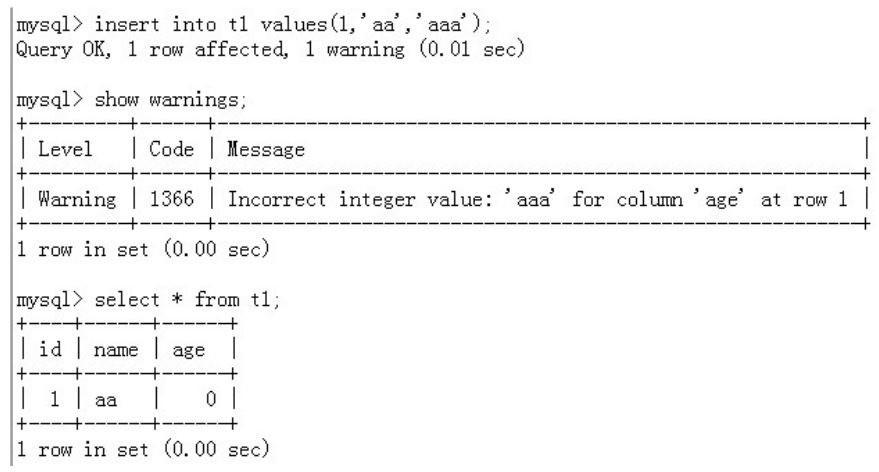 mysql> insert into t1 values(1,'aa','aaa');
Query OK, 1 row affected, 1 warning (0.01 sec)
mysql> show warnings;
+---------+------+----------------------------------------------------------+
| Level   | Code | Message                                                  |
+---------+------+----------------------------------------------------------+
| Warning | 1366 | Incorrect integer value: 'aaa' for column 'age' at row 1 |
+---------+------+----------------------------------------------------------+
1 row in set (0.00 sec)
mysql> select * from t1;
+----+------+------+
| id | name | age  |
+----+------+------+
|  1 | aa   |    0 |
+----+------+------+
1 row in set (0.00 sec)